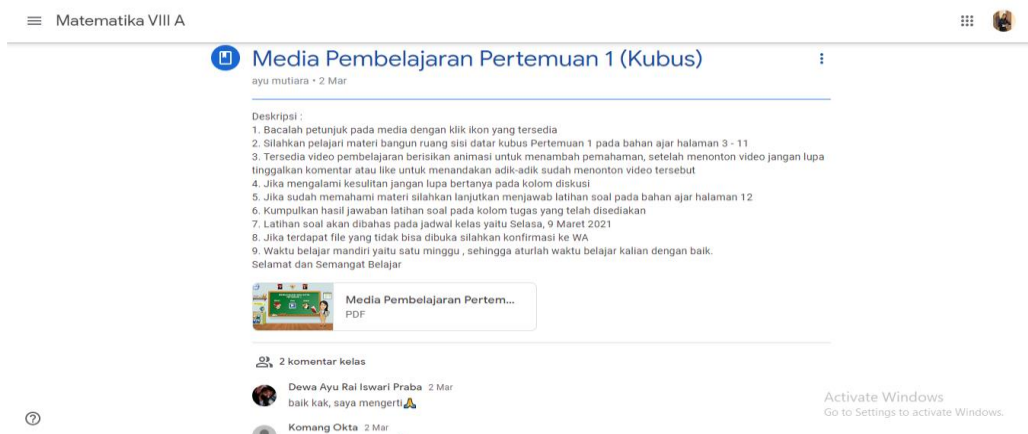 Matematika VIII A
Media Pembelajaran Pertemuan 1 (Kubus)
ayu mutiara • 2 Mar
Deskripsi :
1. Bacalah petunjuk pada media dengan klik ikon yang tersedia
2. Silahkan pelajari materi bangun ruang sisi datar kubus Pertemuan 1 pada bahan ajar halaman 3 - 11
3. Tersedia video pembelajaran berisikan animasi untuk menambah pemahaman, setelah menonton video jangan lupa
tinggalkan komentar atau like untuk menandakan adik-adik sudah menonton video tersebut
4. Jika mengalami kesulitan jangan lupa bertanya pada kolom diskusi
5. Jika sudah memahami materi silahkan lanjutkan menjawab latihan soal pada bahan ajar halaman 12
6. Kumpulkan hasil jawaban latihan soal pada kolom tugas yang telah disediakan
7. Latihan soal akan dibahas pada jadwal kelas yaitu Selasa, 9 Maret 2021
8. Jika terdapat file yang tidak bisa dibuka silahkan konfirmasi ke WA
9. Waktu belajar mandiri yaitu satu minggu , sehingga aturlah waktu belajar kalian dengan baik.
Selamat dan Semangat Belajar
Media Pembelajaran Pertem...
PDF
2 komentar kelas
Dewa Ayu Rai Iswari Praba 2 Mar
baik kak, saya mengerti🙏
Komang Okta 2 Mar
Activate Windows
Go to Settings to activate Windows.